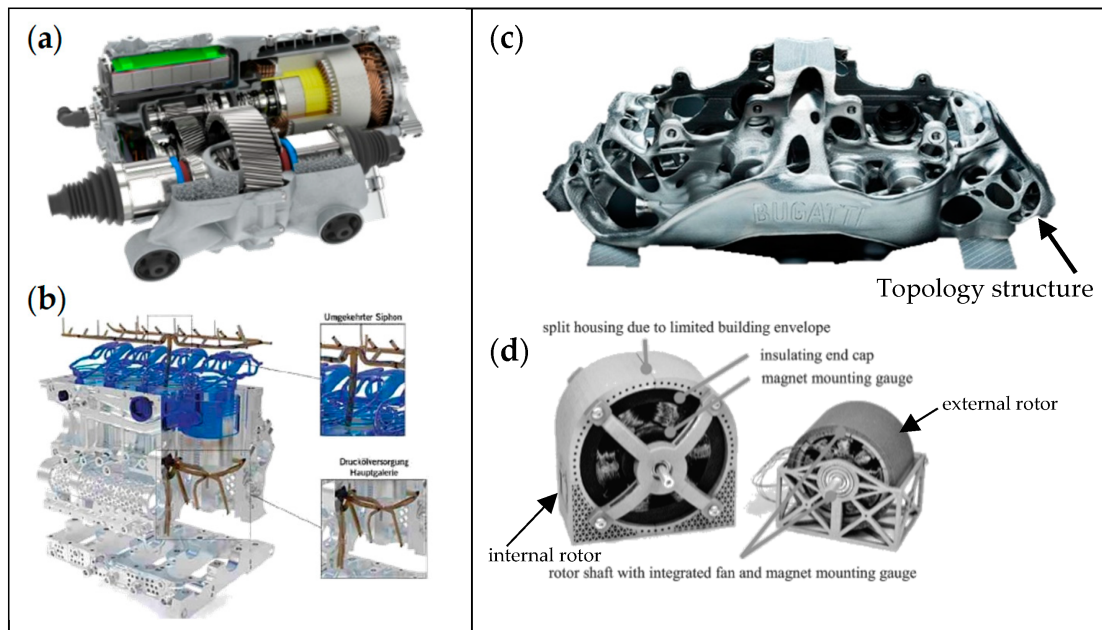 (a)
(b)
Umgekehrter Siphon
Druckölversorgung
Hauptgalerie
(c)
BUGATTI
Topology structure
(d)
split housing due to limited building envelope
insulating end cap
magnet mounting gauge
external rotor
internal rotor
rotor shaft with integrated fan and magnet mounting gauge